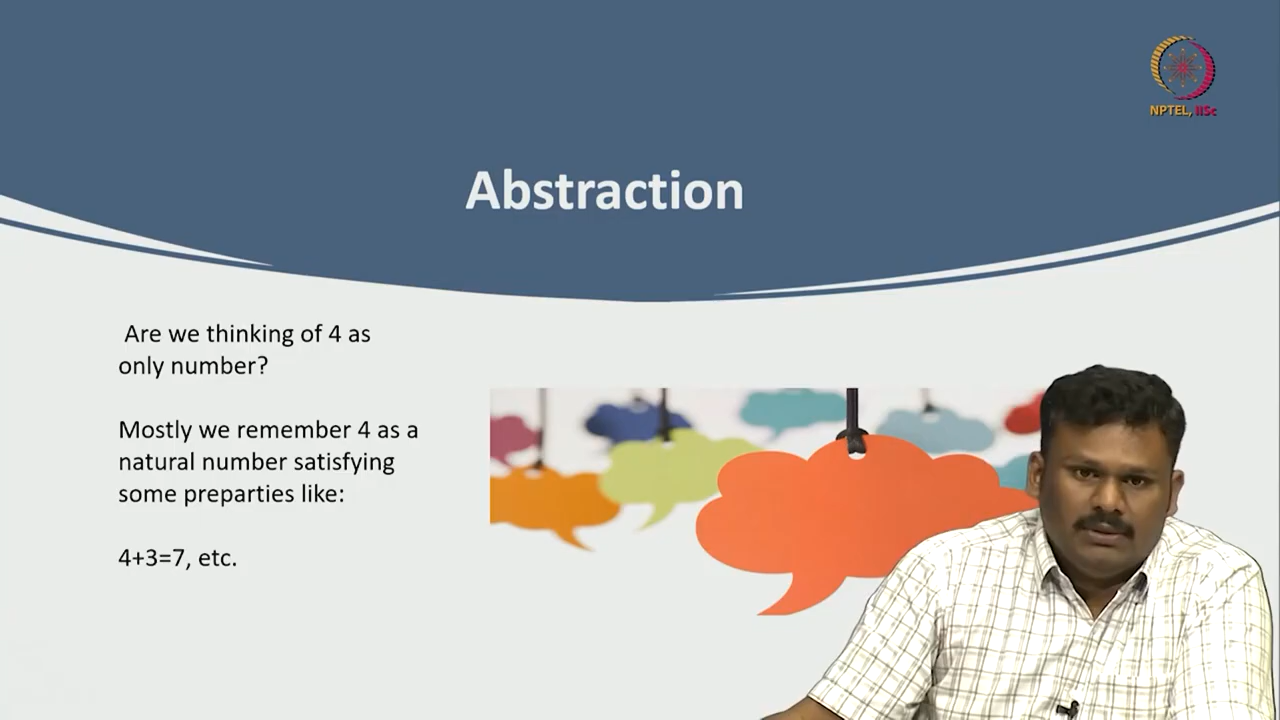 NPTEL, IISc
Abstraction
Are we thinking of 4 as
only number?
Mostly we remember 4 as a
natural number satisfying
some preparties like:
4+3=7, etc.